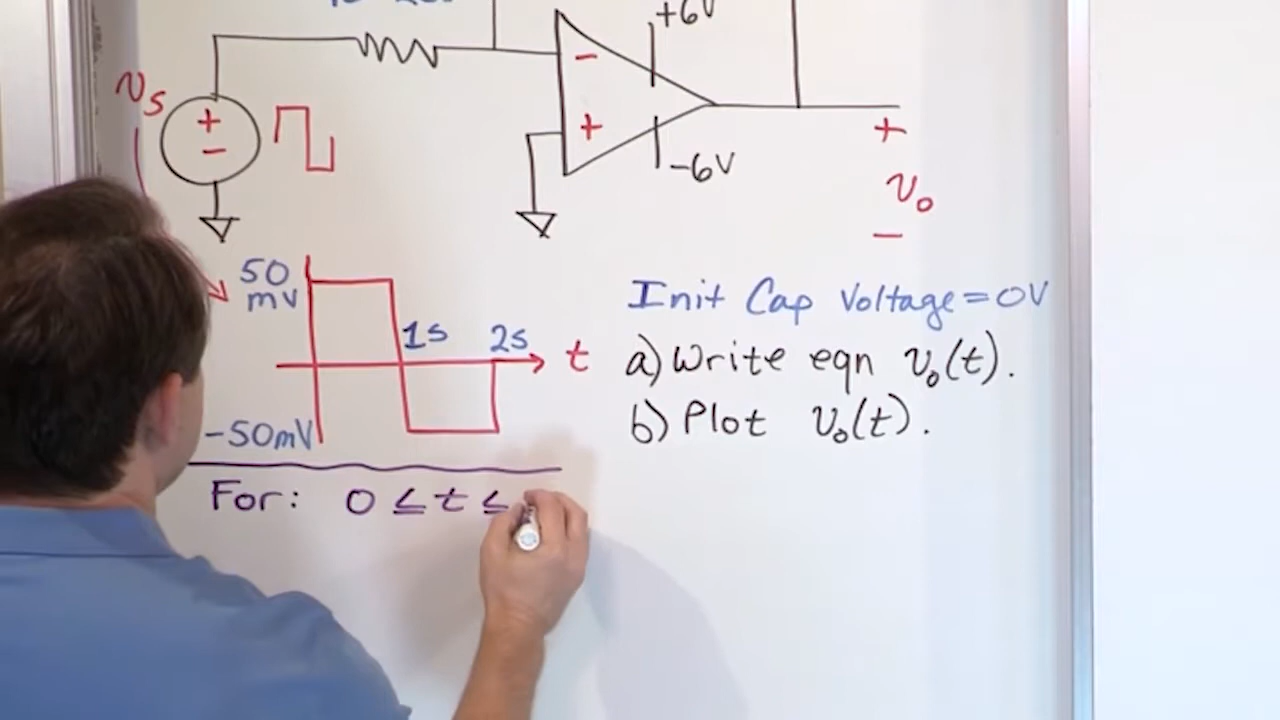 +6V
−
+
-6V
vs
+
−
+
vo
−
50
mV
1s
2s
t
-50mV
Init Cap Voltage=0V
a) Write eqn vo(t).
b) Plot vo(t).
For: 0 ≤ t ≤